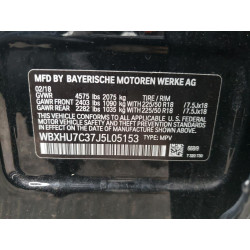 MFD BY BAYERISCHE MOTOREN WERKE AG
02/18
GVWR 4575 lbs 2075 kg TIRE / RIM
GAWR FRONT 2403 lbs 1090 kg WITH 225/50 R18 /7.5Jx18
GAWR REAR 2282 lbs 1035 kg WITH 225/50 R18 /7.5Jx18
THIS VEHICLE CONFORMS TO ALL APPLICABLE
U.S. FEDERAL MOTOR VEHICLE SAFETY, AND THEFT
PREVENTION STANDARDS IN EFFECT ON
THE DATE OF MANUFACTURE SHOWN ABOVE.
WBXHU7C37J5L05153
TYPE: MPV